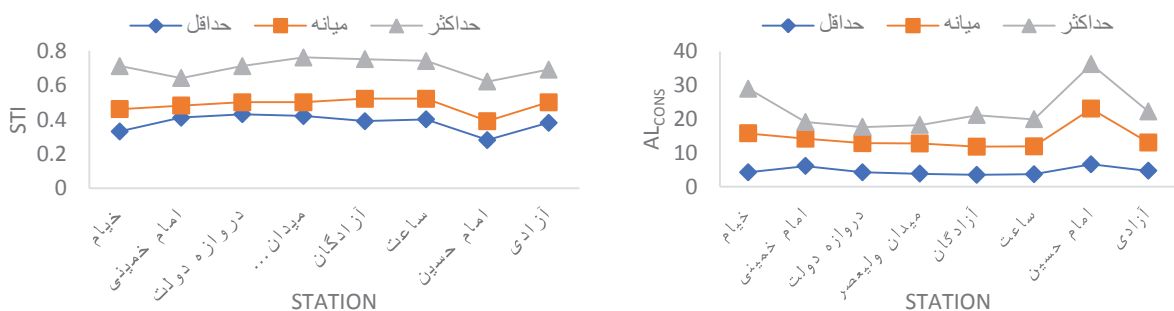 حداقل میانه حداکثر
STI
0.8
0.6
0.4
0.2
0
خیام
امام خمینی
دروازه دولت
میدان...
آزادگان
ساعت
امام حسین
آزادی
STATION
حداقل میانه حداکثر
AL_CONS
40
30
20
10
0
خیام
امام خمینی
دروازه دولت
میدان ولیعصر
آزادگان
ساعت
امام حسین
آزادی
STATION